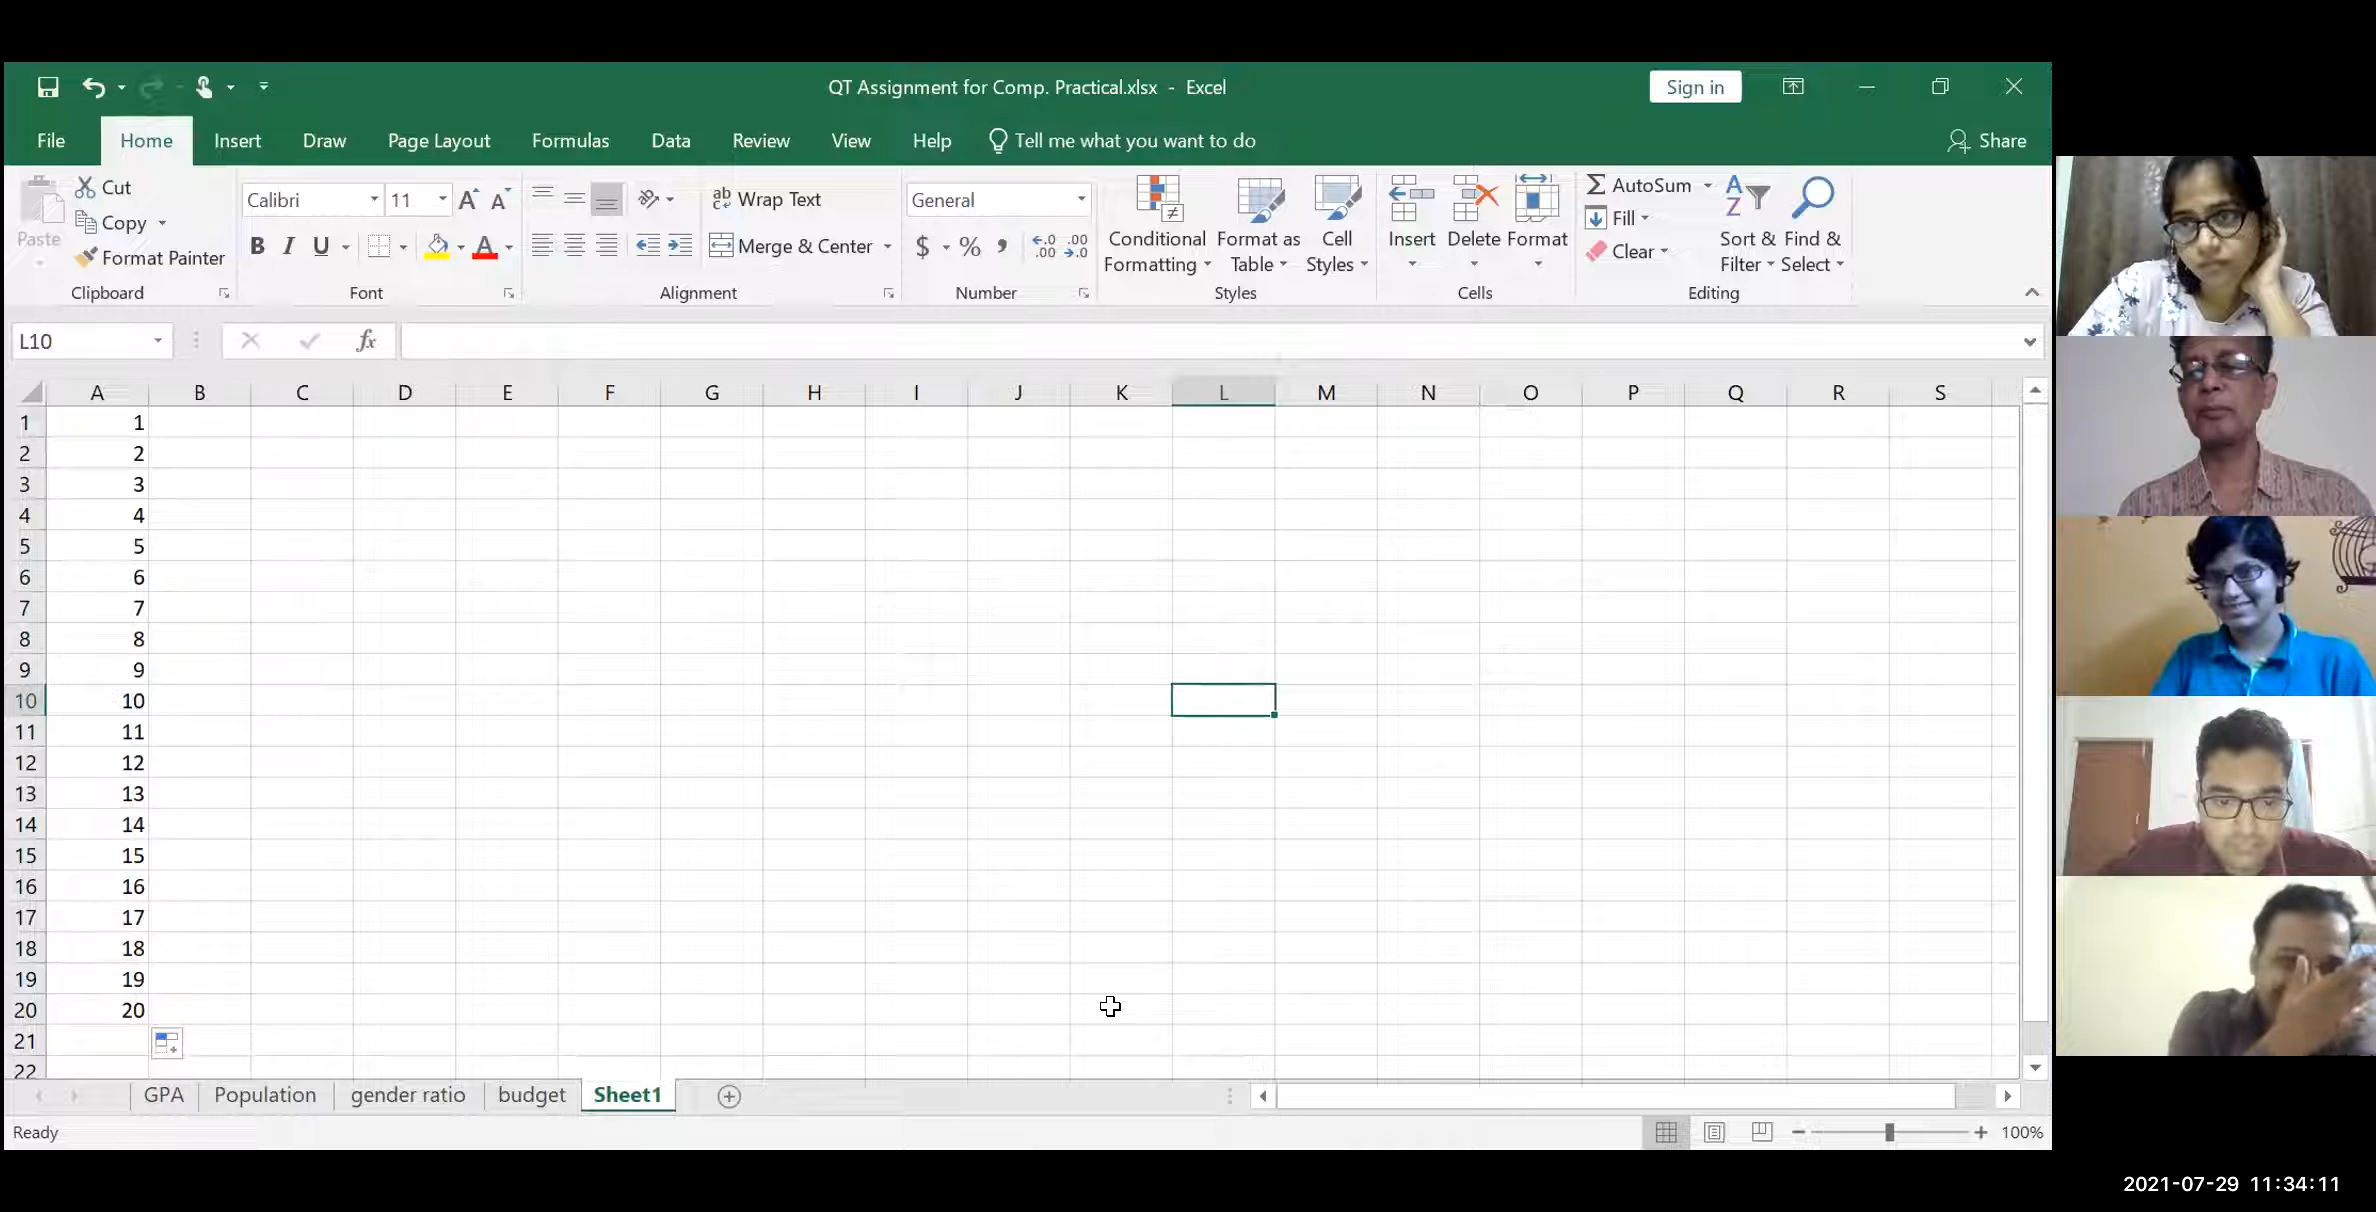 QT Assignment for Comp. Practical.xlsx - Excel
Sign in
File Home Insert Draw Page Layout Formulas Data Review View Help Tell me what you want to do
Share
Paste
Cut
Copy
Format Painter
Clipboard
Calibri 11 A A
B I U A
Font
ab Wrap Text
Merge & Center
Alignment
General
$ % , .0 .00 .00 .0
Number
Conditional Formatting
Format as Table
Cell Styles
Styles
Insert Delete Format
Cells
Σ AutoSum
Fill
Clear
A Z
Sort & Filter
Find & Select
Editing
L10 fx
A B C D E F G H I J K L M N O P Q R S
1 1
2 2
3 3
4 4
5 5
6 6
7 7
8 8
9 9
10 10
11 11
12 12
13 13
14 14
15 15
16 16
17 17
18 18
19 19
20 20
21
22
GPA Population gender ratio budget Sheet1
Ready
100%
2021-07-29 11:34:11